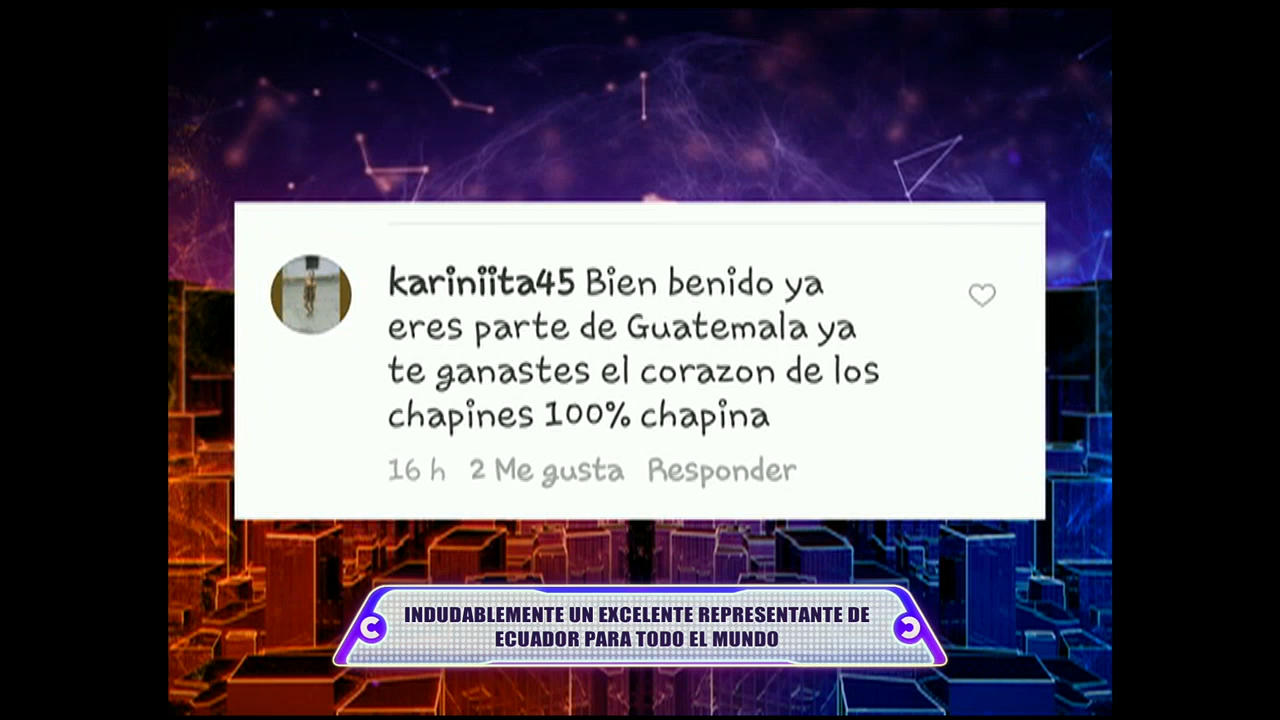 kariniita45 Bien benido ya
eres parte de Guatemala ya
te ganastes el corazon de los
chapines 100% chapina
16 h 2 Me gusta Responder
INDUDABLEMENTE UN EXCELENTE REPRESENTANTE DE
ECUADOR PARA TODO EL MUNDO